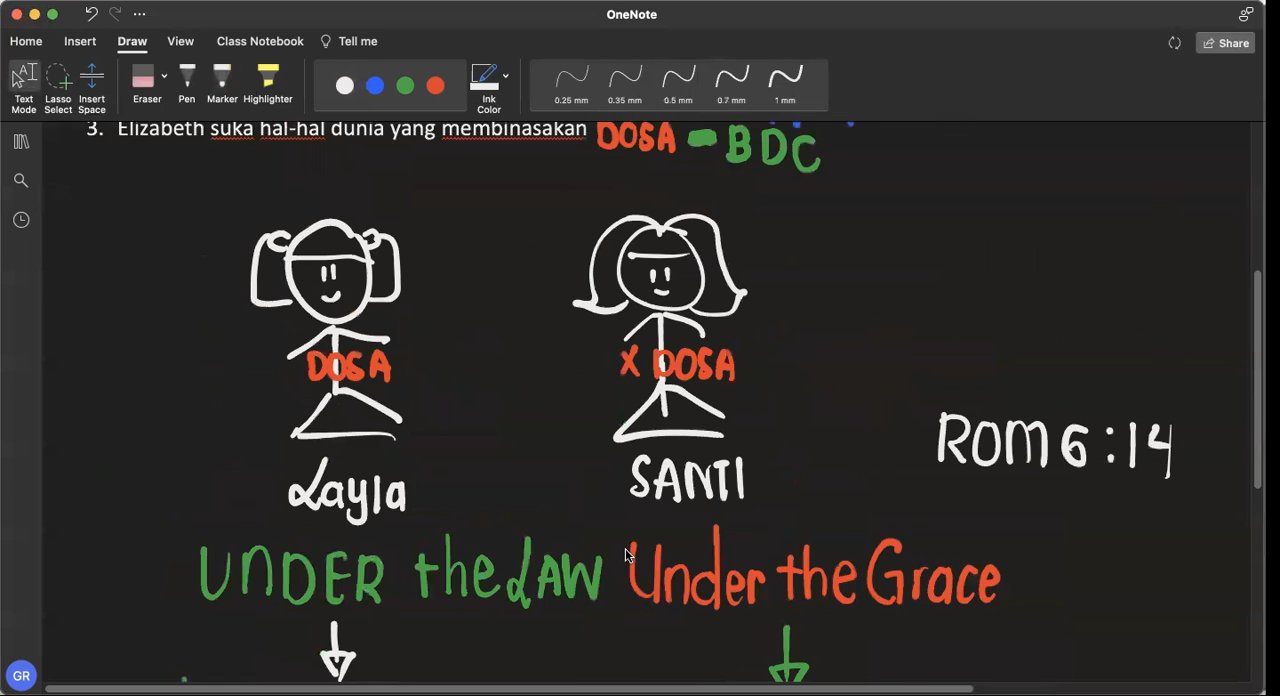 OneNote
Home Insert Draw View Class Notebook Tell me
Share
Text Mode
Lasso Select
Insert Space
Eraser
Pen
Marker
Highlighter
Ink Color
0.25 mm 0.35 mm 0.5 mm 0.7 mm 1 mm
3. Elizabeth suka hal-hal dunia yang membinasakan DOSA - BDC
DOSA X DOSA
ROM 6:14
Layla SANTI
UNDER the LAW Under the Grace
GR